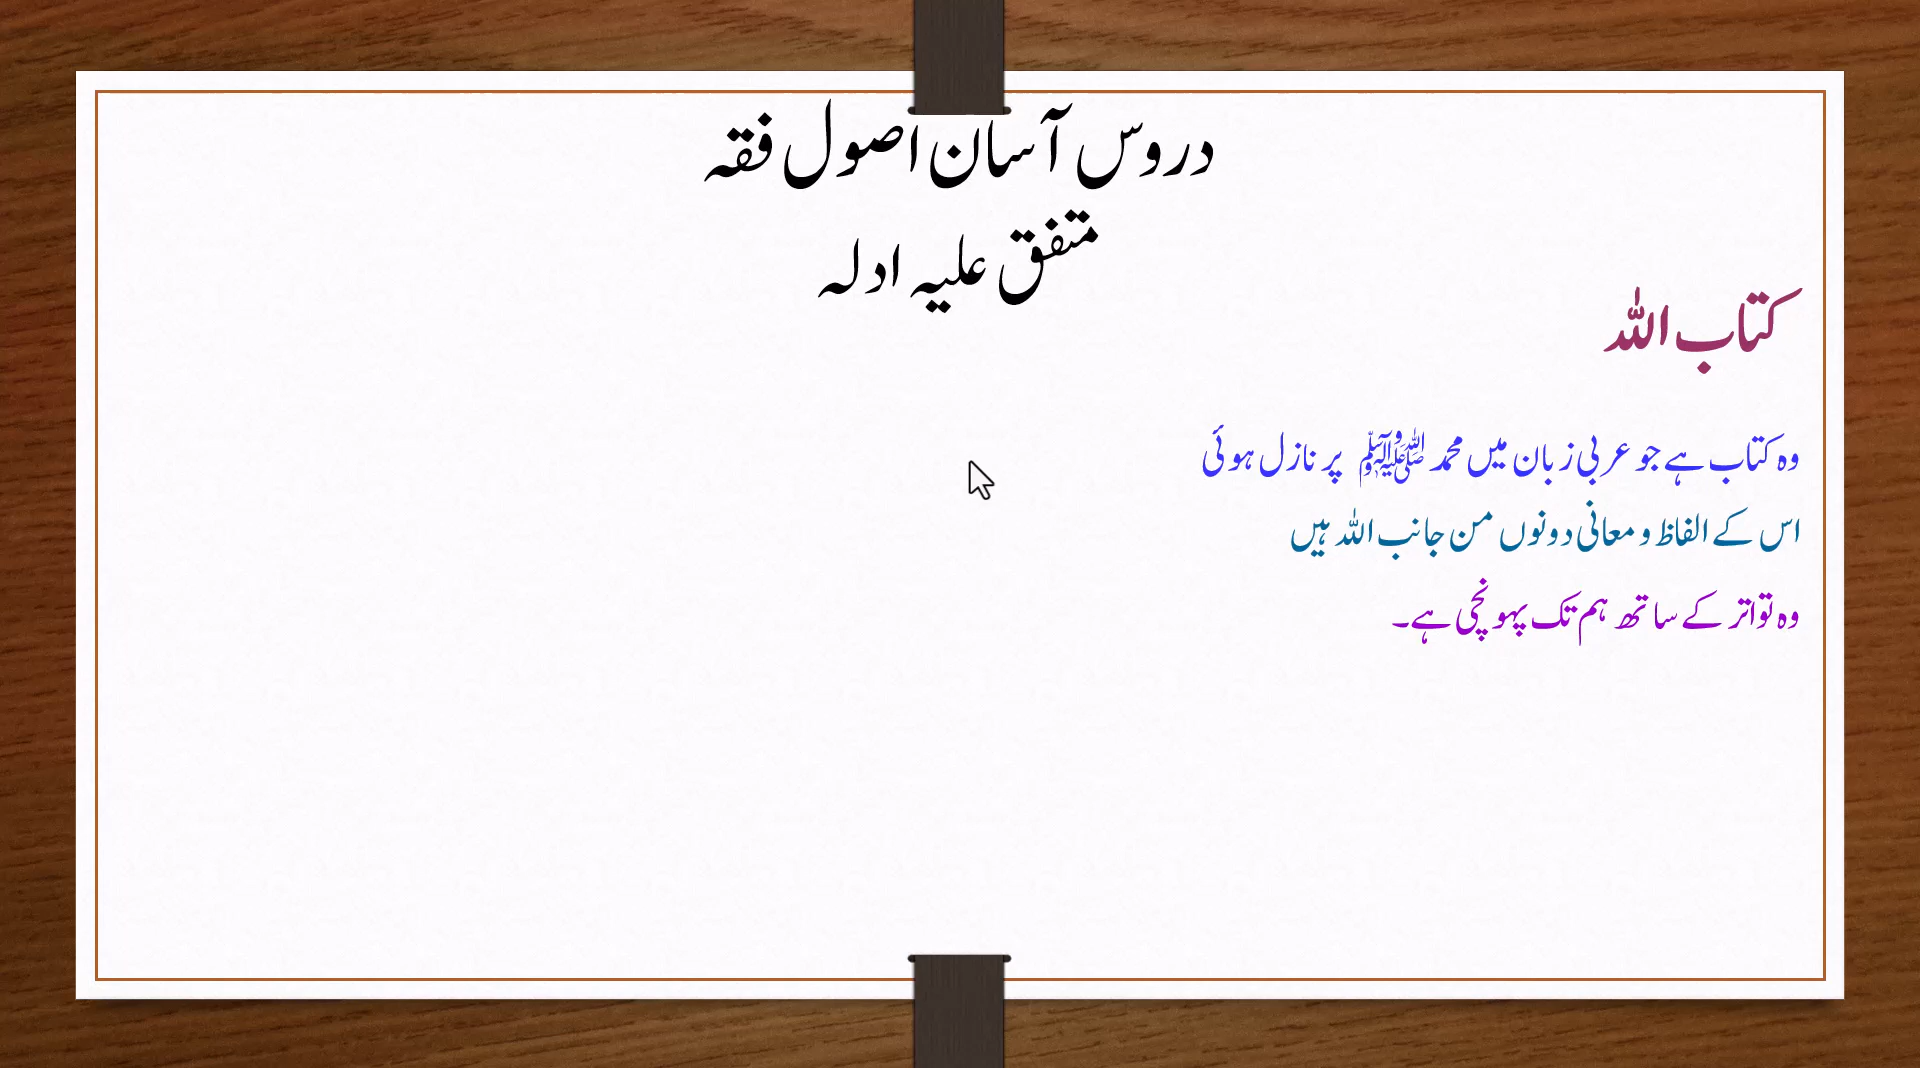 دروس آسان اصول فقہ
متفق علیہ ادلہ
کتاب اللہ
وہ کتاب ہے جو عربی زبان میں محمد ﷺ پر نازل ہوئی
اس کے الفاظ و معانی دونوں من جانب اللہ ہیں
وہ تواتر کے ساتھ ہم تک پہونچی ہے۔